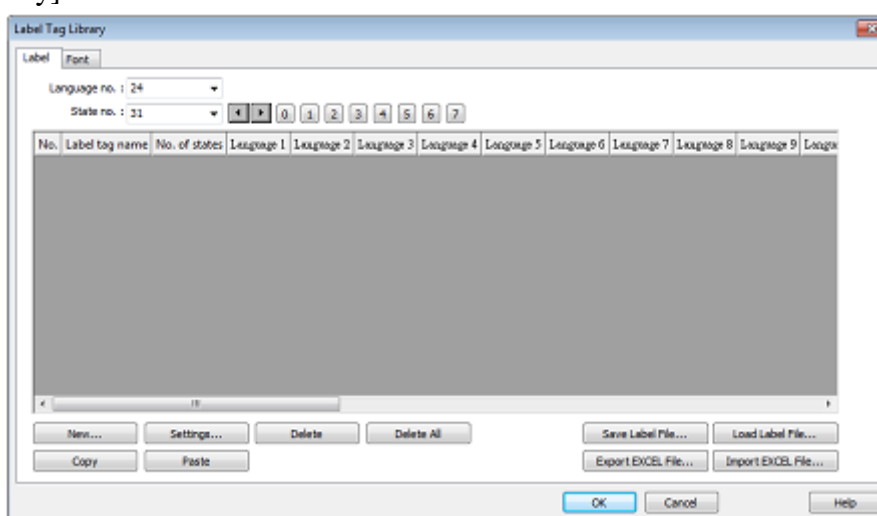 ry]
Label Tag Library
Label Font
Language no. : 24
State no. : 31 0 1 2 3 4 5 6 7
No. Label tag name No. of states Language 1 Language 2 Language 3 Language 4 Language 5 Language 6 Language 7 Language 8 Language 9 Langua
New... Settings... Delete Delete All Save Label File... Load Label File...
Copy Paste Export EXCEL File... Import EXCEL File...
OK Cancel Help